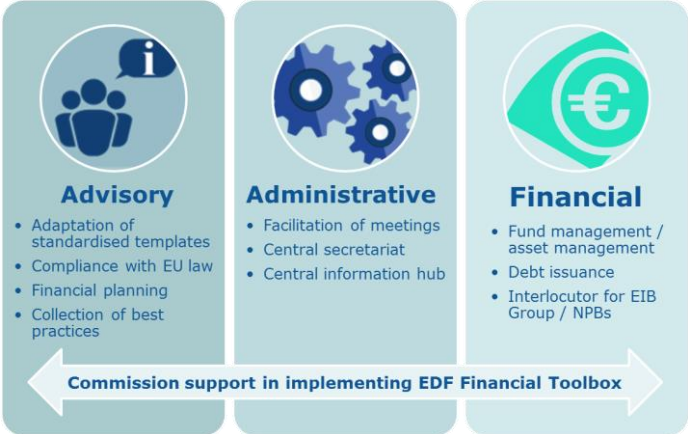 i
Advisory
• Adaptation of
standardised templates
• Compliance with EU law
• Financial planning
• Collection of best
practices
Administrative
• Facilitation of meetings
• Central secretariat
• Central information hub
€
Financial
• Fund management /
asset management
• Debt issuance
• Interlocutor for EIB
Group / NPBs
Commission support in implementing EDF Financial Toolbox